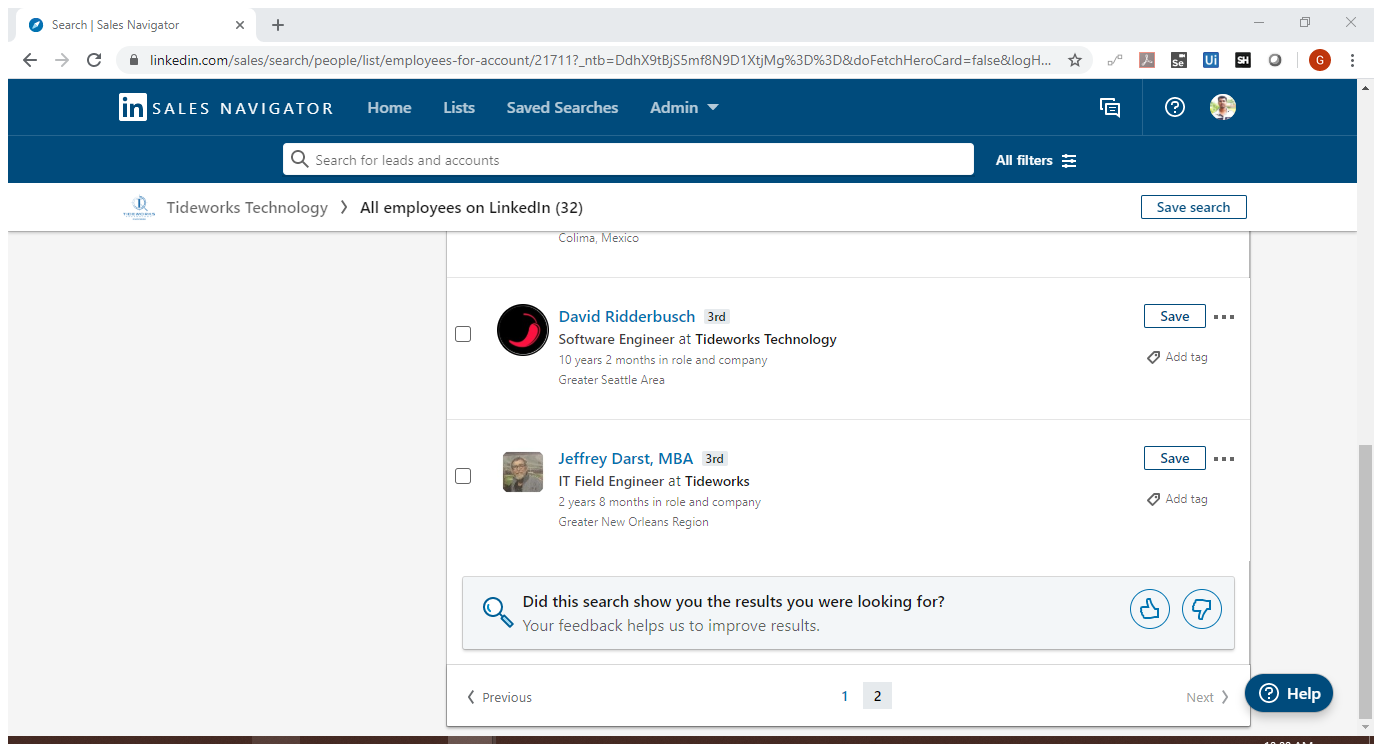 Search | Sales Navigator
linkedin.com/sales/search/people/list/employees-for-account/21711?_ntb=DdhX9tBjS5mf8N9D1XtjMg%3D%3D&doFetchHeroCard=false&logH...
Se
Ui
SH
G
in SALES NAVIGATOR
Home
Lists
Saved Searches
Admin
Search for leads and accounts
All filters
TIDEWORKS
Tideworks Technology
All employees on LinkedIn (32)
Save search
Colima, Mexico
David Ridderbusch 3rd
Save
Software Engineer at Tideworks Technology
10 years 2 months in role and company
Add tag
Greater Seattle Area
Jeffrey Darst, MBA 3rd
Save
IT Field Engineer at Tideworks
2 years 8 months in role and company
Add tag
Greater New Orleans Region
Did this search show you the results you were looking for?
Your feedback helps us to improve results.
Previous
1
2
Next
Help